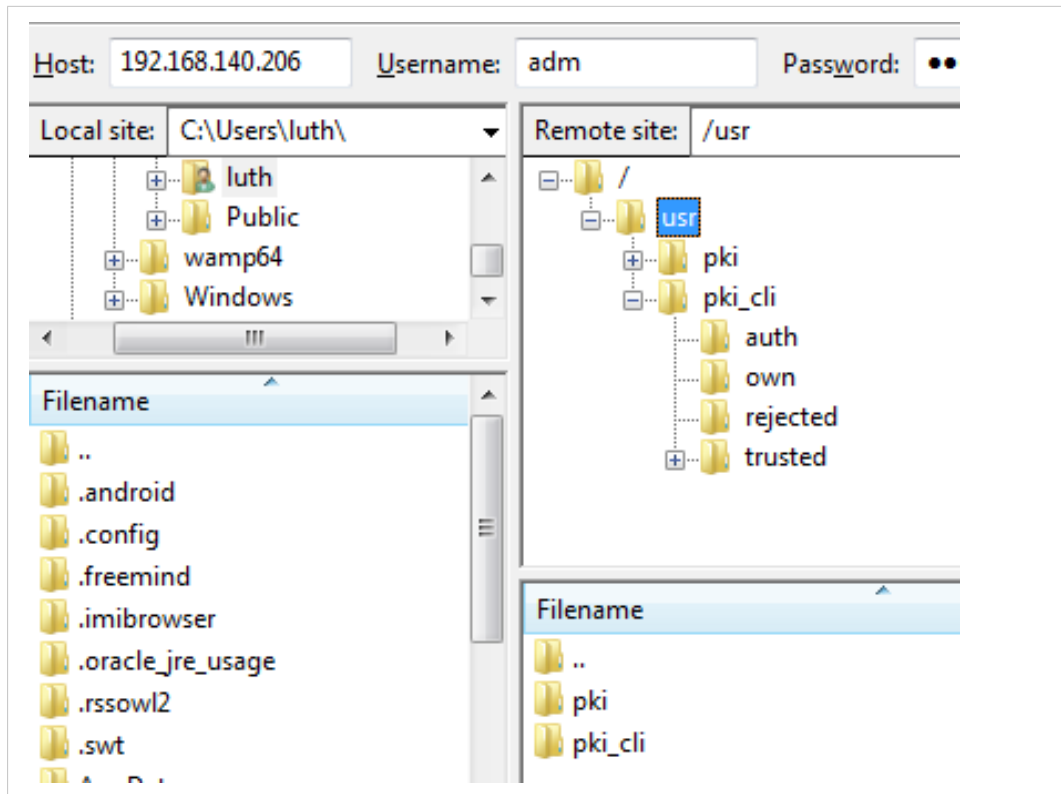 Host: 192.168.140.206 Username: adm Password: ●●
Local site: C:\Users\luth\
luth
Public
wamp64
Windows
Filename
..
.android
.config
.freemind
.imibrowser
.oracle_jre_usage
.rssowl2
.swt
Remote site: /usr
/
usr
pki
pki_cli
auth
own
rejected
trusted
Filename
..
pki
pki_cli